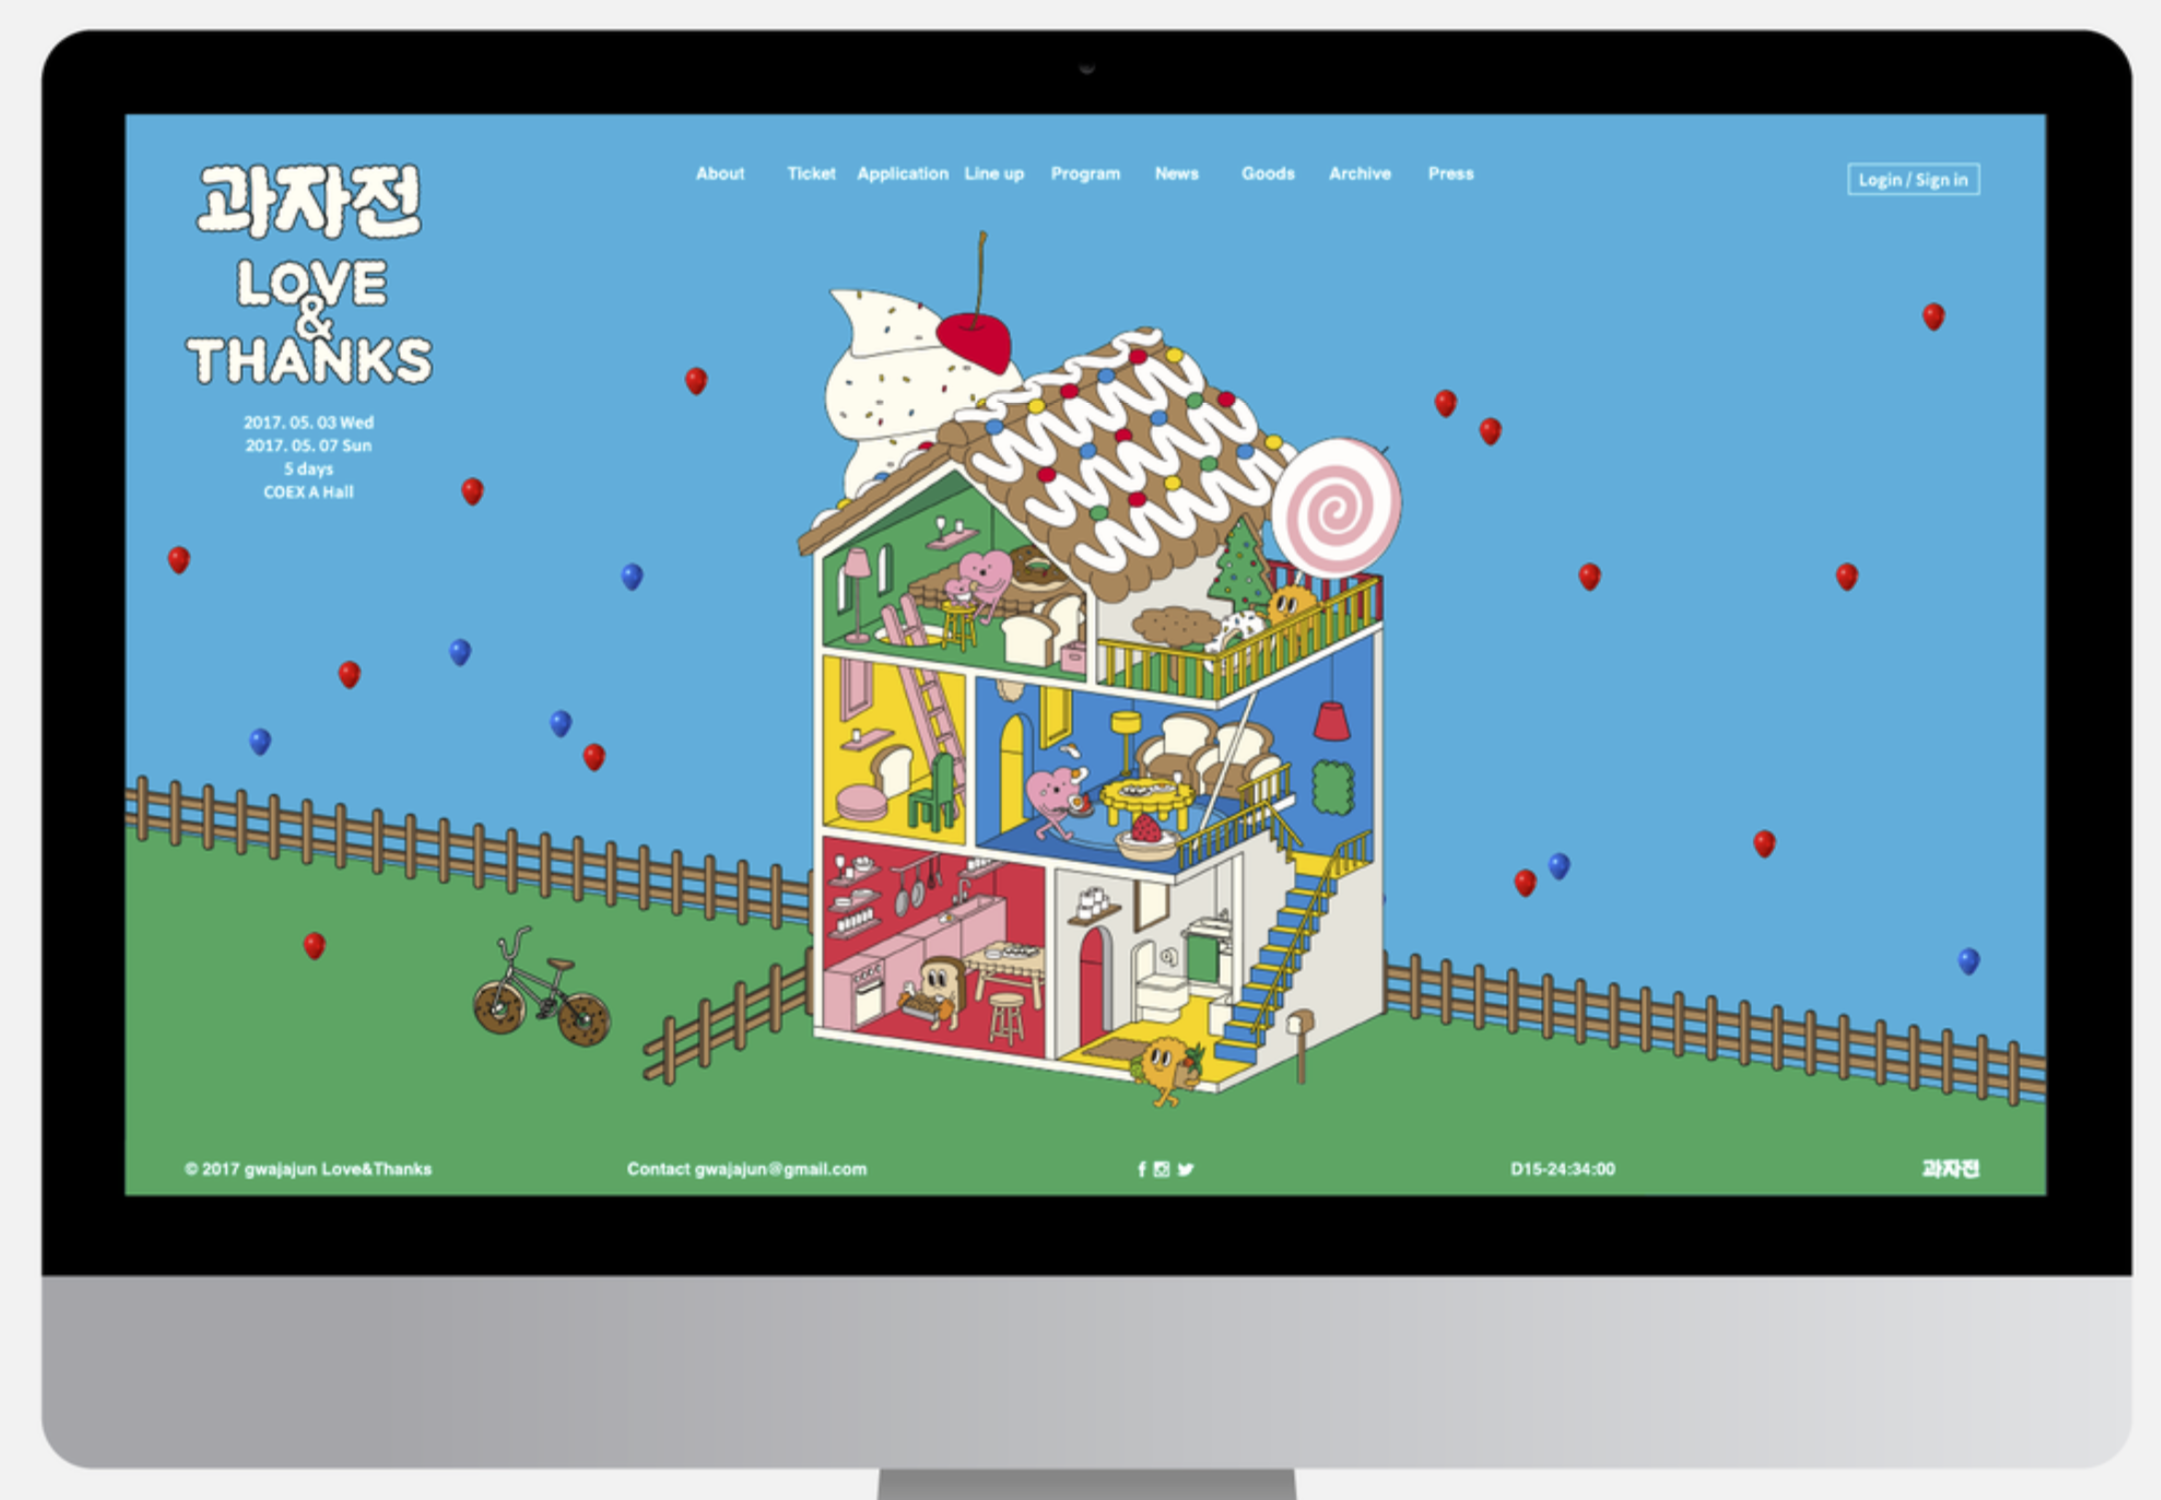 과자전
LOVE
&
THANKS
2017. 05. 03 Wed
2017. 05. 07 Sun
5 days
COEX A Hall
About Ticket Application Line up Program News Goods Archive Press
Login / Sign in
© 2017 gwajajun Love&Thanks
Contact gwajajun@gmail.com
D15-24:34:00
과자전